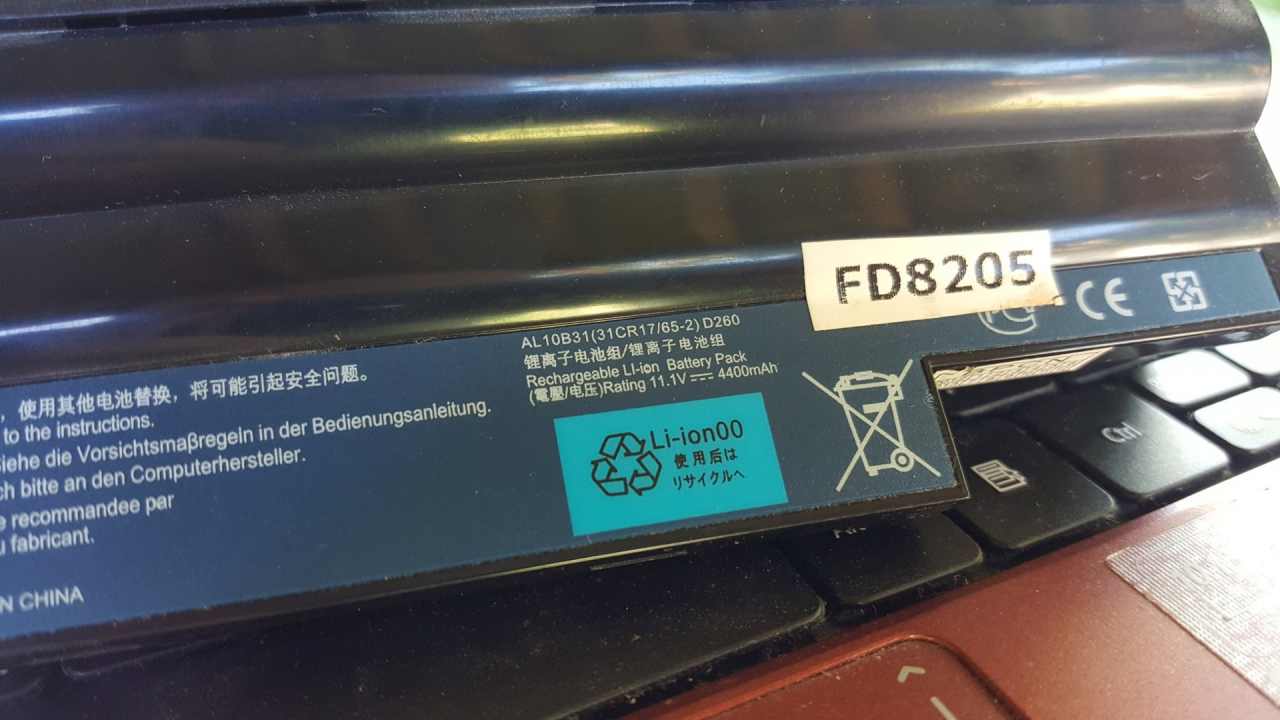 FD8205
AL10B31(31CR17/65-2) D260
锂离子电池组/锂离子电池组
Rechargeable LI-ion Battery Pack
(電壓/电压)Rating 11.1V 4400mAh
CE
Li-ion00
使用后は
リサイクルへ
，使用其他电池替换，将可能引起安全问题。
to the instructions.
Siehe die Vorsichtsmaβregeln in der Bedienungsanleitung.
ch bitte an den Computerhersteller.
e recommandee par
fabricant.
N CHINA
Ctrl